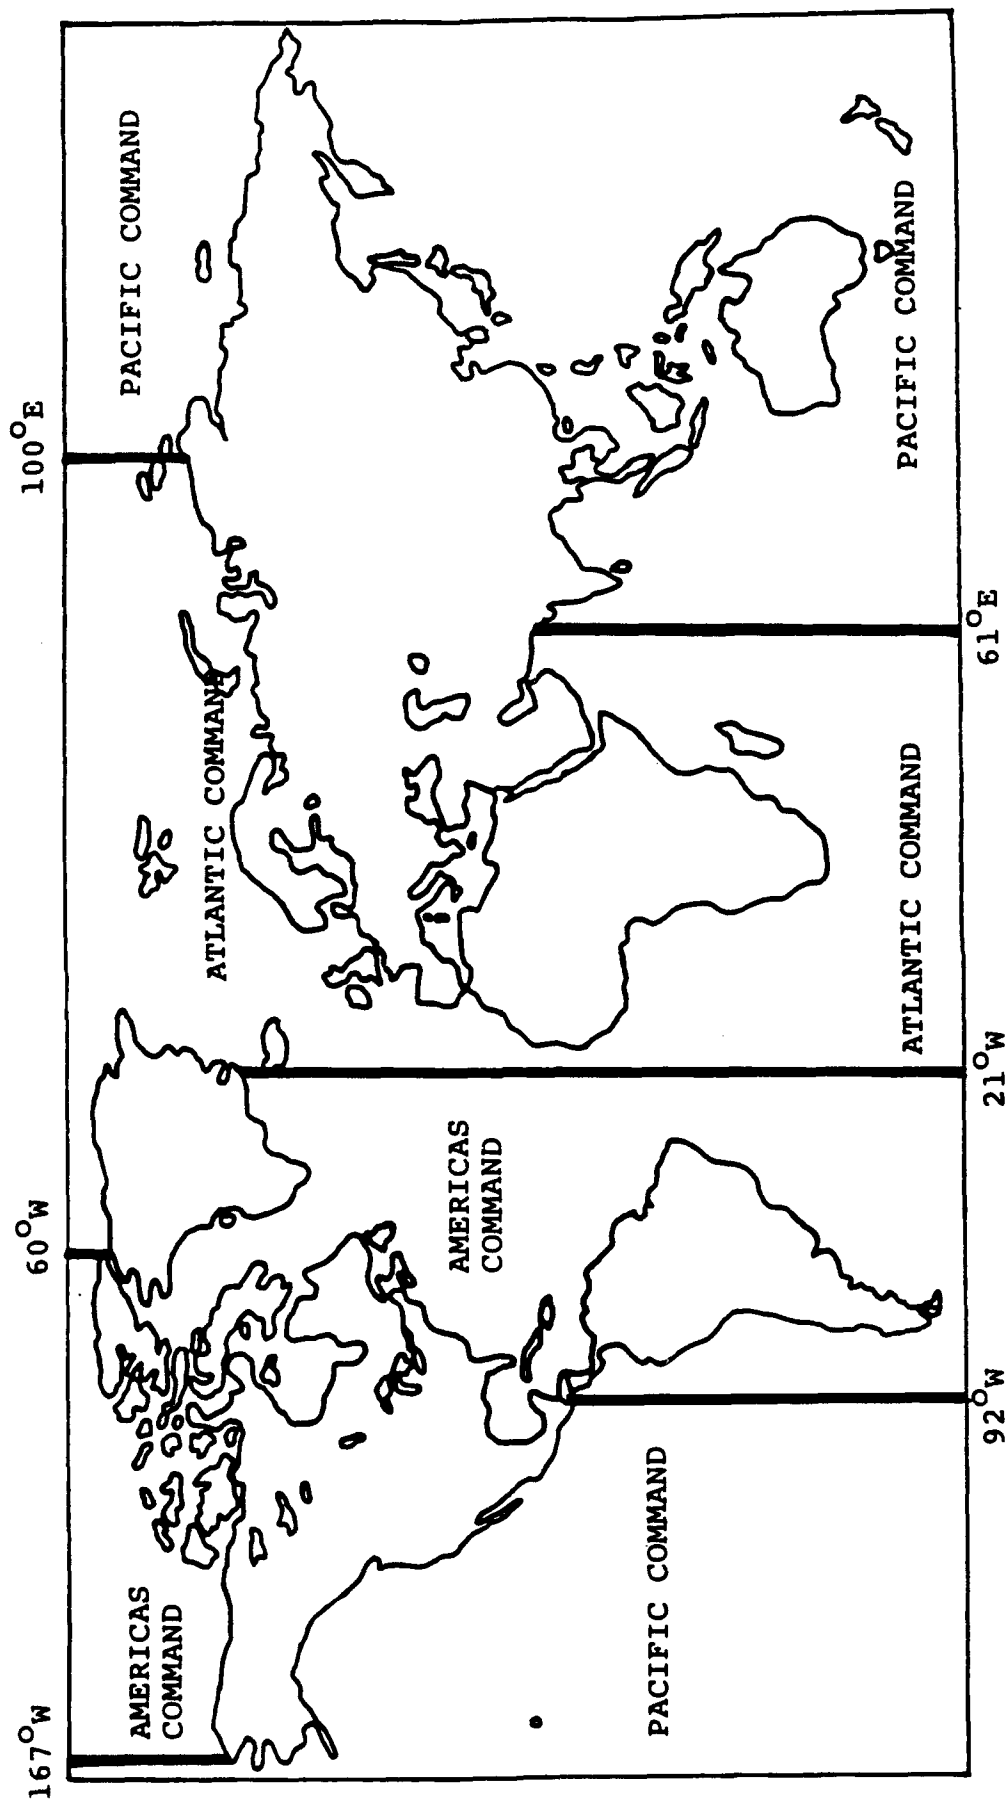 167°W
60°W
100°E
AMERICAS
COMMAND
ATLANTIC COMMAND
PACIFIC COMMAND
AMERICAS
COMMAND
PACIFIC COMMAND
ATLANTIC COMMAND
PACIFIC COMMAND
92°W
21°W
61°E